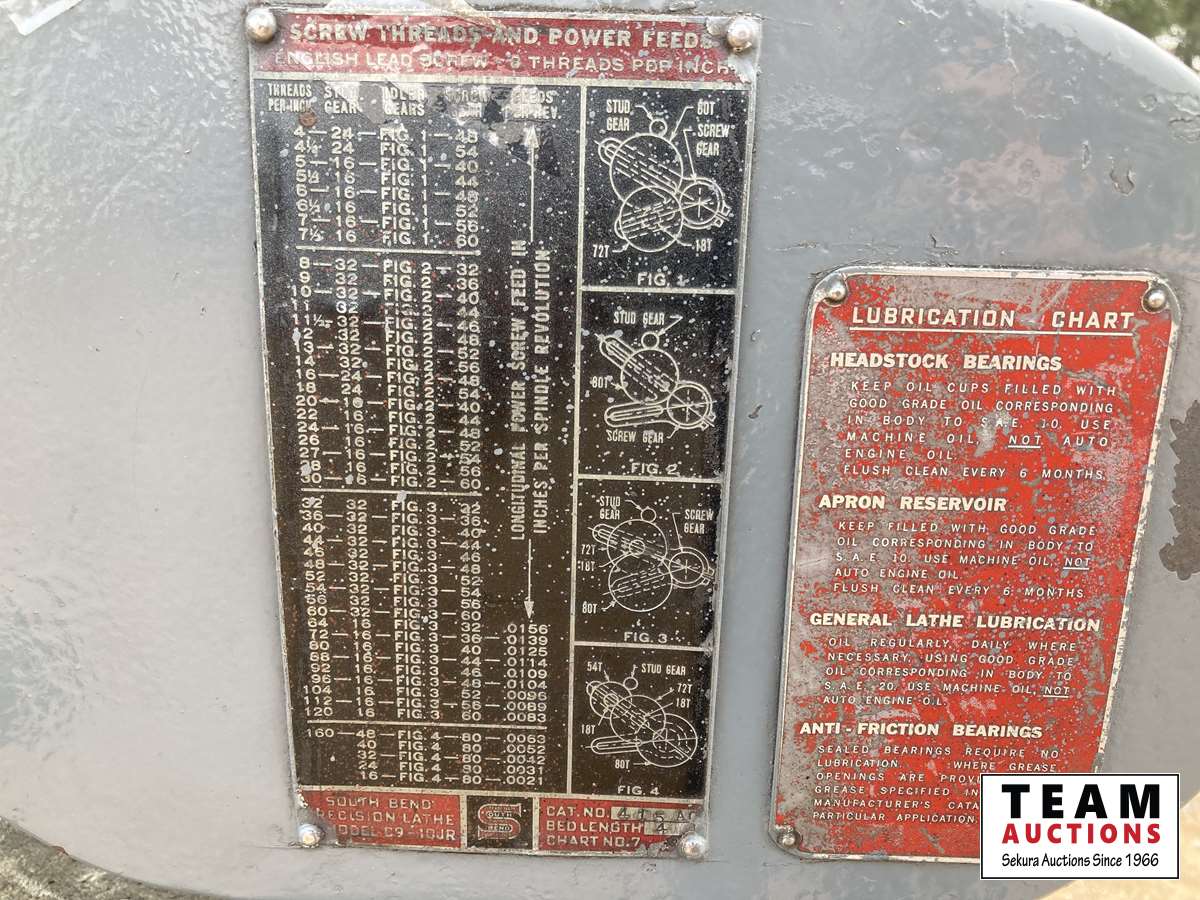 SCREW THREADS AND POWER FEEDS
ENGLISH LEAD SCREW THREADS PER INCH
THREADS PER INCH
STUD GEAR
IDLER GEARS
FEEDS PER REV.
4—24—FIG. 1—48
4½ 24 FIG. 1 54
5—16—FIG. 1—40
5½ 16 FIG. 1 44
6—16—FIG. 1—48
6½ 16 FIG. 1 52
7—16—FIG. 1—56
7½ 16 FIG. 1 60
8—32—FIG. 2—32
9 32 FIG. 2 36
10—32—FIG. 2—40
11 32 FIG. 2 44
11½—32—FIG. 2—46
12 32 FIG. 2 48
13—32—FIG. 2—52
14 32 FIG. 2 56
16—24—FIG. 2—48
18 24 FIG. 2 54
20—16—FIG. 2—40
22 16 FIG. 2 44
24—16—FIG. 2—48
26 16 FIG. 2 52
27—16—FIG. 2—54
28 16 FIG. 2 56
30—16—FIG. 2—60
32 32 FIG. 3 32
36—32—FIG. 3—36
40 32 FIG. 3 40
44—32—FIG. 3—44
46 32 FIG. 3 46
48—32—FIG. 3—48
52 32 FIG. 3 52
54—32—FIG. 3—54
56 32 FIG. 3 56
60—32—FIG. 3—60
64 16 FIG. 3 32 .0156
72—16—FIG. 3—36—.0139
80 16 FIG. 3 40 .0125
88—16—FIG. 3—44—.0114
92 16 FIG. 3 46 .0109
96—16—FIG. 3—48—.0104
104 16 FIG. 3 52 .0096
112—16—FIG. 3—56—.0089
120 16 FIG. 3 60 .0083
160—48—FIG. 4—80—.0063
40 FIG. 4—80—.0052
32—FIG. 4—80—.0042
24 FIG. 4—80—.0031
16—FIG. 4—80—.0021
LONGITUDINAL POWER SCREW FEED IN
INCHES PER SPINDLE REVOLUTION
STUD GEAR
80T
SCREW GEAR
72T
18T
FIG. 1
STUD GEAR
80T
SCREW GEAR
FIG. 2
STUD GEAR
SCREW GEAR
72T
18T
80T
FIG. 3
54T
STUD GEAR
72T
18T
18T
80T
FIG. 4
SOUTH BEND
PRECISION LATHE
MODEL C9-10JR
SOUTH BEND
CAT. NO. 415
BED LENGTH 4
CHART NO. 7
LUBRICATION CHART
HEADSTOCK BEARINGS
KEEP OIL CUPS FILLED WITH
GOOD GRADE OIL CORRESPONDING
IN BODY TO S.A.E. 10. USE
MACHINE OIL, NOT AUTO
ENGINE OIL.
FLUSH CLEAN EVERY 6 MONTHS.
APRON RESERVOIR
KEEP FILLED WITH GOOD GRADE
OIL CORRESPONDING IN BODY TO
S.A.E. 10. USE MACHINE OIL, NOT
AUTO ENGINE OIL.
FLUSH CLEAN EVERY 6 MONTHS
GENERAL LATHE LUBRICATION
OIL REGULARLY, DAILY WHERE
NECESSARY, USING GOOD GRADE
OIL CORRESPONDING IN BODY TO
S.A.E. 20. USE MACHINE OIL, NOT
AUTO ENGINE OIL.
ANTI-FRICTION BEARINGS
SEALED BEARINGS REQUIRE NO
LUBRICATION. WHERE GREASE
OPENINGS ARE
GREASE SPECIFIED IN
MANUFACTURER'S
PARTICULAR APPLICATION.
TEAM
AUCTIONS
Sekura Auctions Since 1966